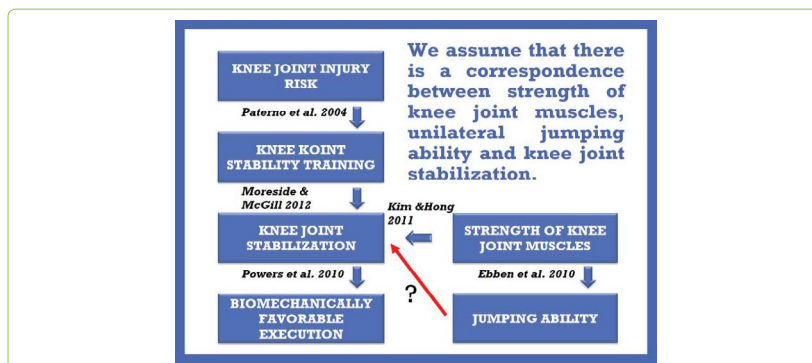 KNEE JOINT INJURY
RISK
Paterno et al. 2004
KNEE KOINT
STABILITY TRAINING
Moreside &
McGill 2012
KNEE JOINT
STABILIZATION
Powers et al. 2010
BIOMECHANICALLY
FAVORABLE
EXECUTION
We assume that there
is a correspondence
between strength of
knee joint muscles,
unilateral jumping
ability and knee joint
stabilization.
Kim &Hong
2011
STRENGTH OF KNEE
JOINT MUSCLES
Ebben et al. 2010
?
JUMPING ABILITY